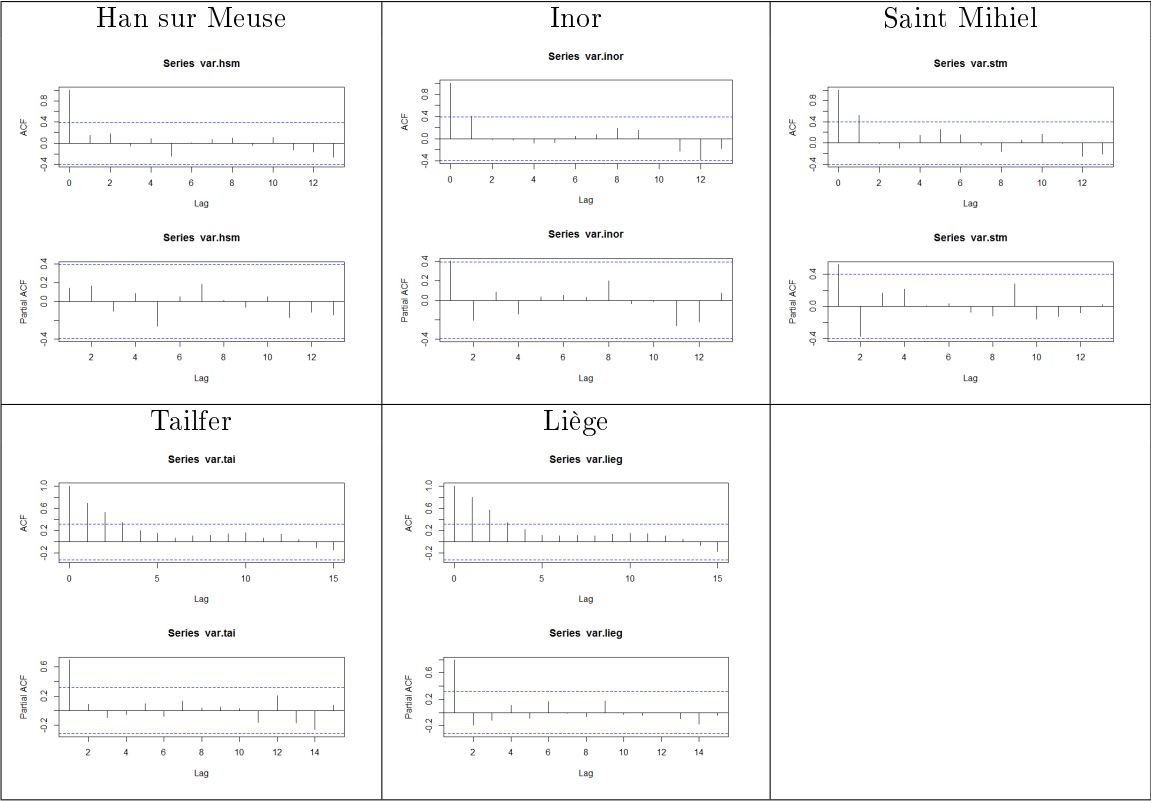 Han sur Meuse
Series var.hsm
ACF
-0.4 0.0 0.4 0.8
0 2 4 6 8 10 12
Lag
Series var.hsm
Partial ACF
-0.4 0.0 0.2 0.4
2 4 6 8 10 12
Lag
Inor
Series var.inor
ACF
-0.4 0.0 0.4 0.8
0 2 4 6 8 10 12
Lag
Series var.inor
Partial ACF
-0.4 0.0 0.2 0.4
2 4 6 8 10 12
Lag
Saint Mihiel
Series var.stm
ACF
-0.4 0.0 0.4 0.8
0 2 4 6 8 10 12
Lag
Series var.stm
Partial ACF
-0.4 0.0 0.4
2 4 6 8 10 12
Lag
Tailfer
Series var.tai
ACF
-0.2 0.2 0.6 1.0
0 5 10 15
Lag
Series var.tai
Partial ACF
-0.2 0.2 0.6
2 4 6 8 10 12 14
Lag
Liège
Series var.lieg
ACF
-0.2 0.2 0.6 1.0
0 5 10 15
Lag
Series var.lieg
Partial ACF
-0.2 0.2 0.6
2 4 6 8 10 12 14
Lag